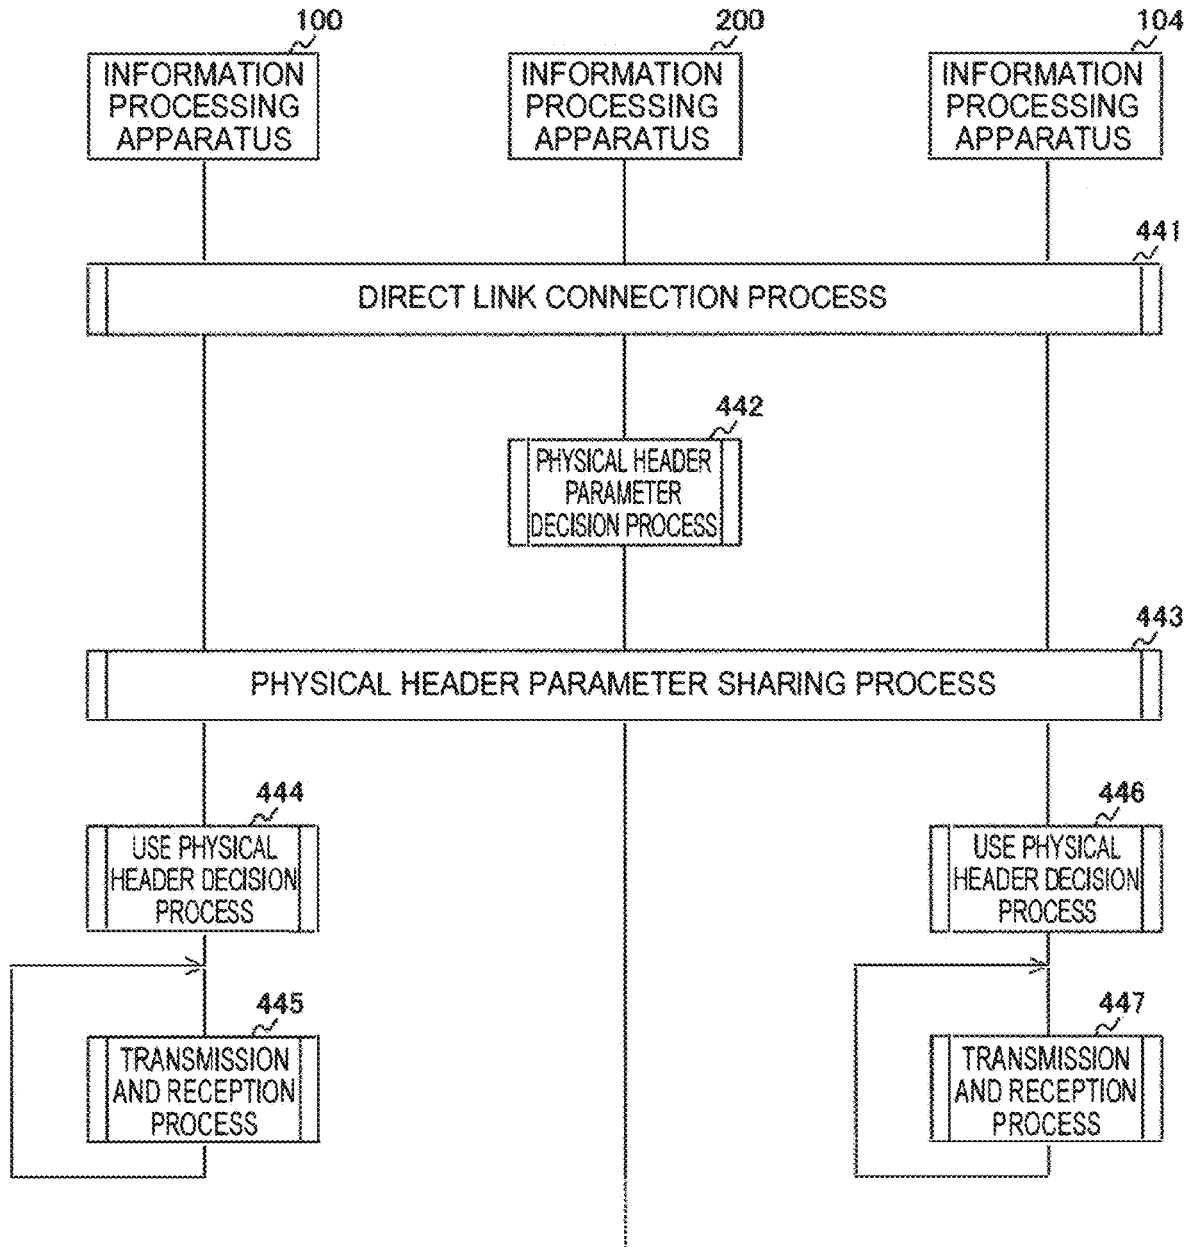 100
200
104
INFORMATION
PROCESSING
APPARATUS
INFORMATION
PROCESSING
APPARATUS
INFORMATION
PROCESSING
APPARATUS
441
DIRECT LINK CONNECTION PROCESS
442
PHYSICAL HEADER
PARAMETER
DECISION PROCESS
443
PHYSICAL HEADER PARAMETER SHARING PROCESS
444
USE PHYSICAL
HEADER DECISION
PROCESS
446
USE PHYSICAL
HEADER DECISION
PROCESS
445
TRANSMISSION
AND RECEPTION
PROCESS
447
TRANSMISSION
AND RECEPTION
PROCESS